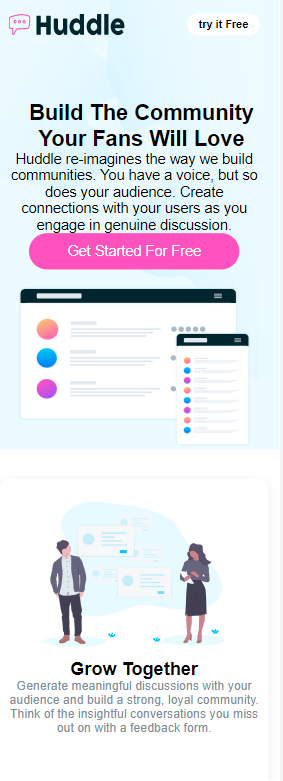 Huddle
try it Free
Build The Community
Your Fans Will Love
Huddle re-imagines the way we build
communities. You have a voice, but so
does your audience. Create
connections with your users as you
engage in genuine discussion.
Get Started For Free
Grow Together
Generate meaningful discussions with your
audience and build a strong, loyal community.
Think of the insightful conversations you miss
out on with a feedback form.